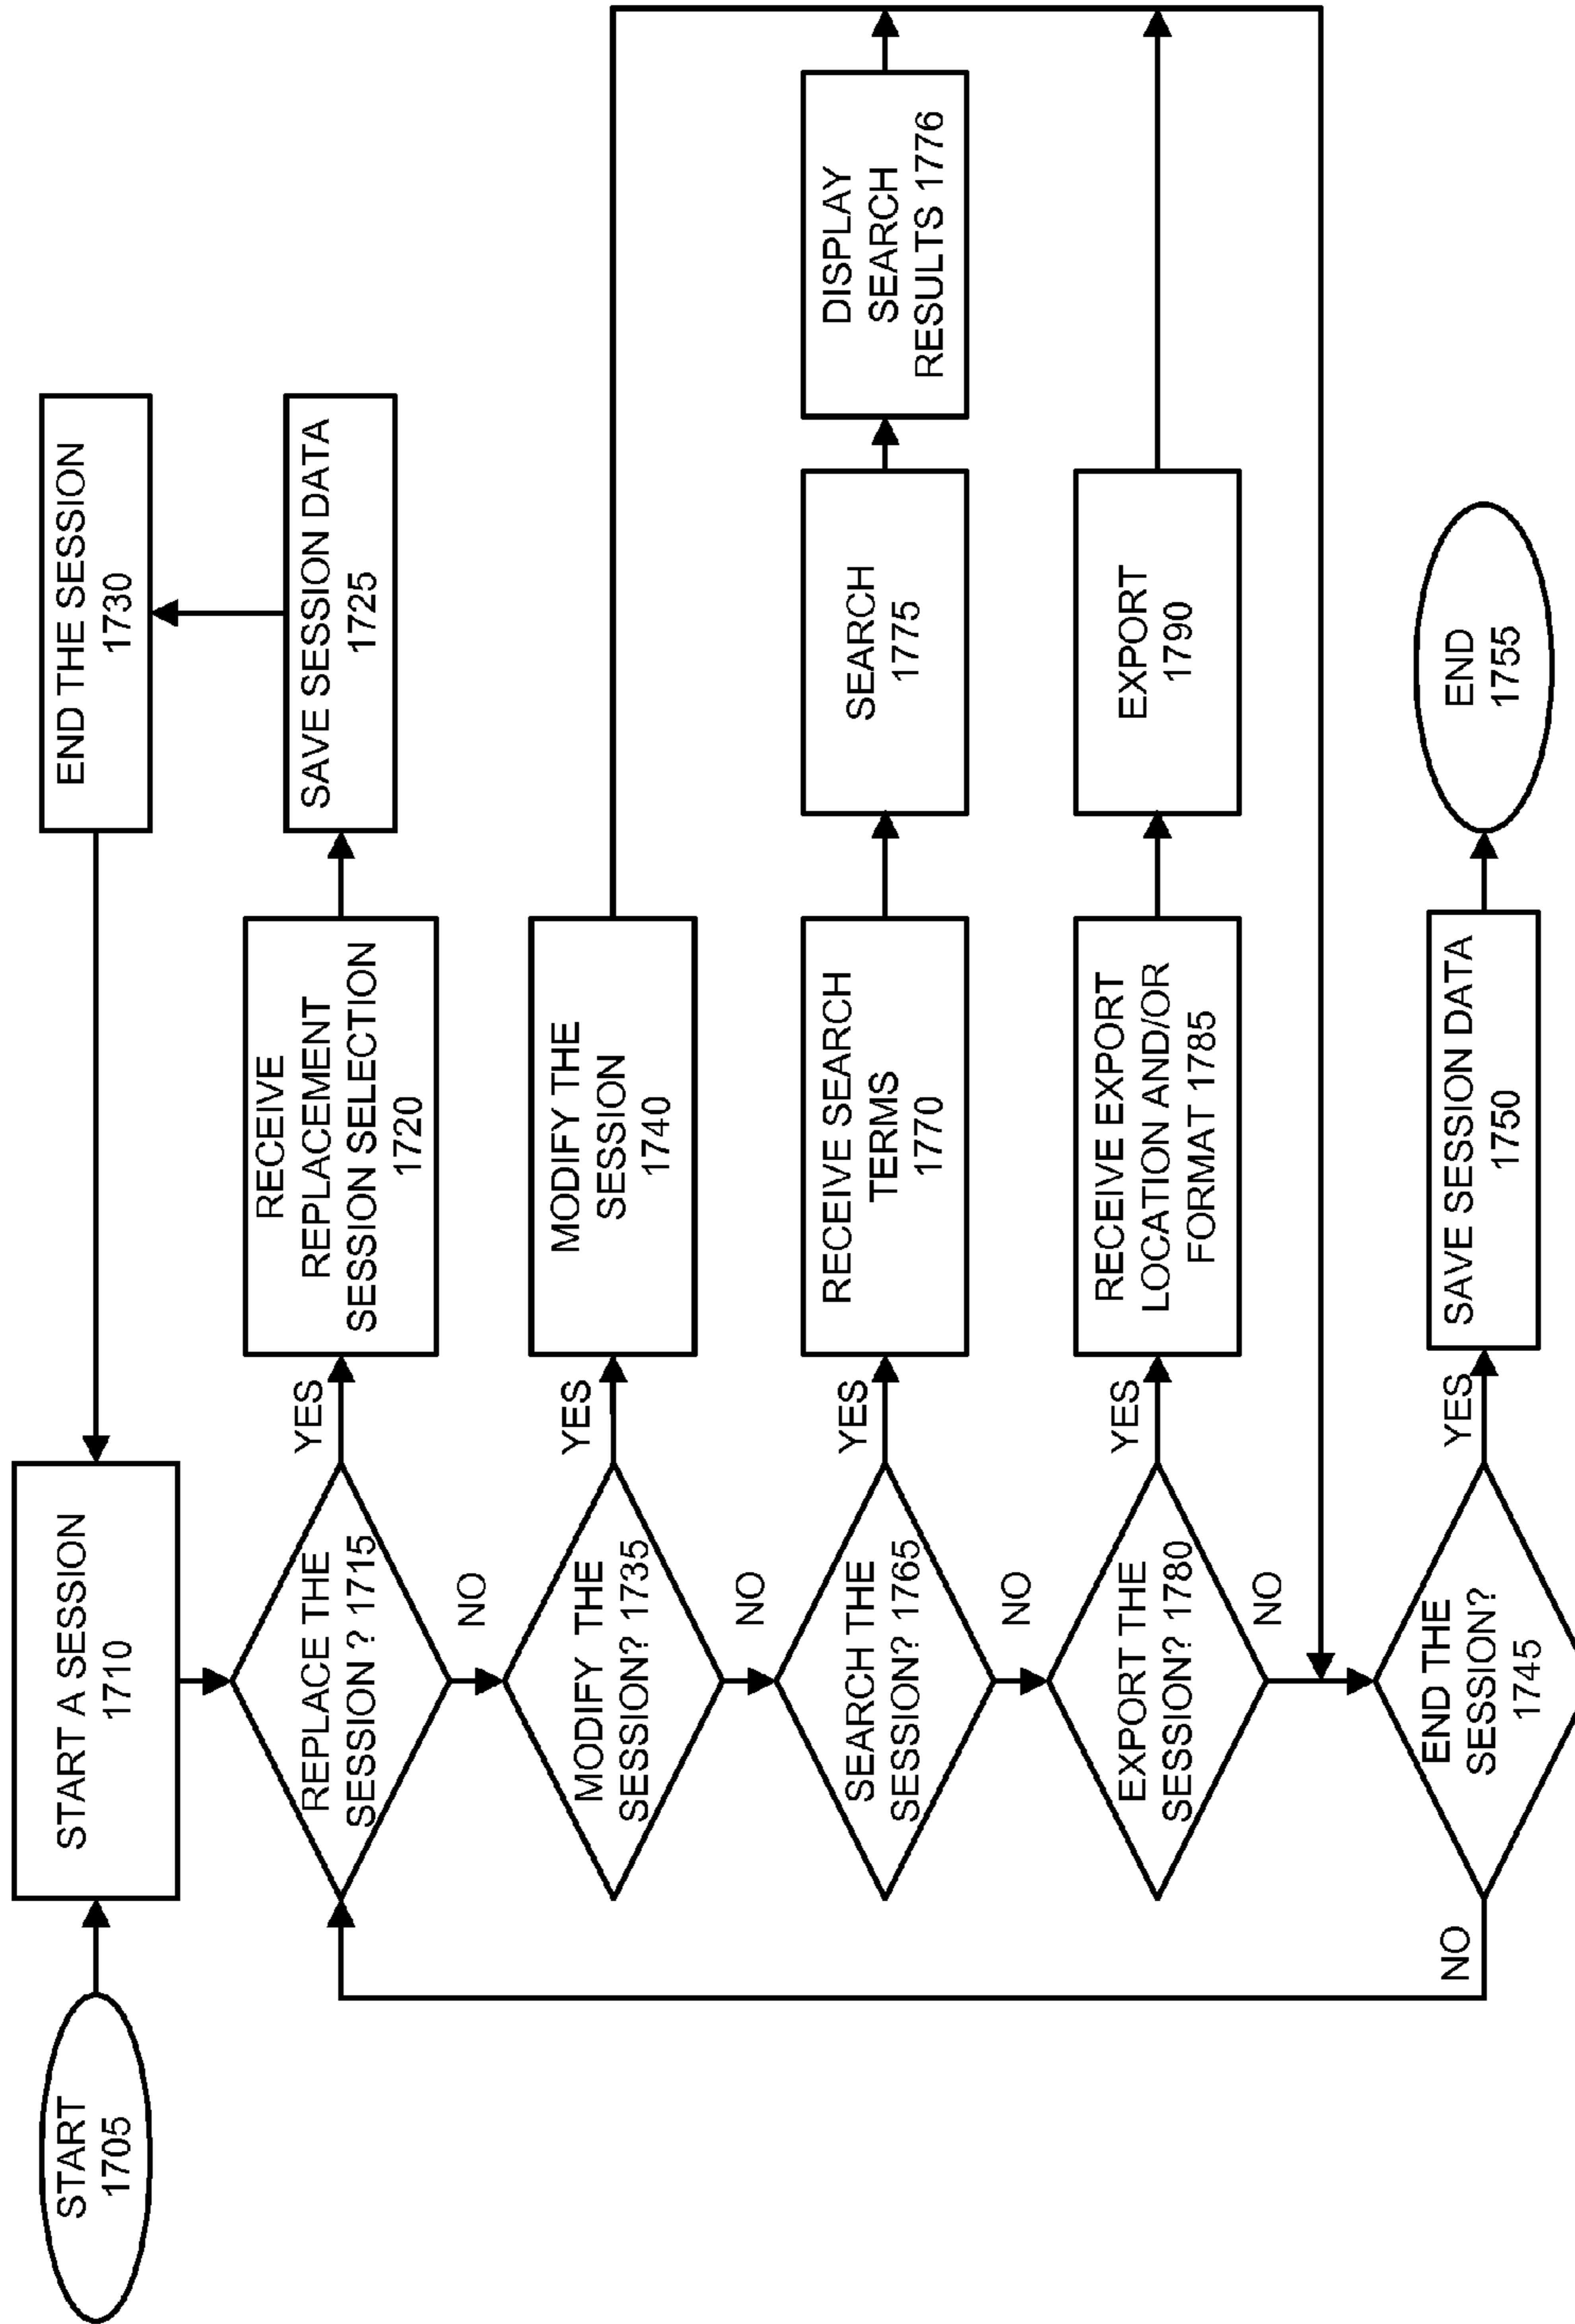 START
1705
START A SESSION
1710
END THE SESSION
1730
REPLACE THE
SESSION ? 1715
YES
NO
RECEIVE
REPLACEMENT
SESSION SELECTION
1720
SAVE SESSION DATA
1725
MODIFY THE
SESSION? 1735
YES
NO
MODIFY THE
SESSION
1740
SEARCH THE
SESSION? 1765
YES
NO
RECEIVE SEARCH
TERMS
1770
SEARCH
1775
DISPLAY
SEARCH
RESULTS 1776
EXPORT THE
SESSION? 1780
YES
NO
RECEIVE EXPORT
LOCATION AND/OR
FORMAT 1785
EXPORT
1790
END THE
SESSION?
1745
NO
YES
SAVE SESSION DATA
1750
END
1755